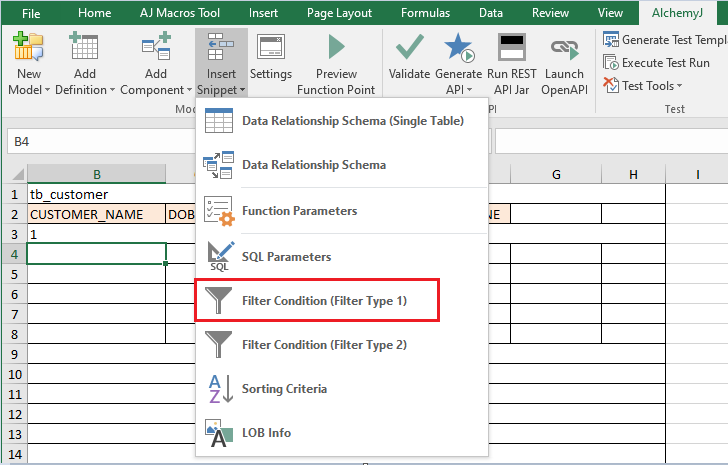 File Home AJ Macros Tool Insert Page Layout Formulas Data Review View AlchemyJ
New Model
Add Definition
Add Component
Insert Snippet
Settings
Preview Function Point
Validate
Generate API
Run REST API Jar
Launch OpenAPI
Generate Test Templa
Execute Test Run
Test Tools
Test
B4
B G H I
1 tb_customer
2 CUSTOMER_NAME DOB NE
3 1
4
5
6
7
8
9
10
11
12
13
14
Data Relationship Schema (Single Table)
Data Relationship Schema
Function Parameters
SQL
SQL Parameters
Filter Condition (Filter Type 1)
Filter Condition (Filter Type 2)
A
Z
Sorting Criteria
A
LOB Info